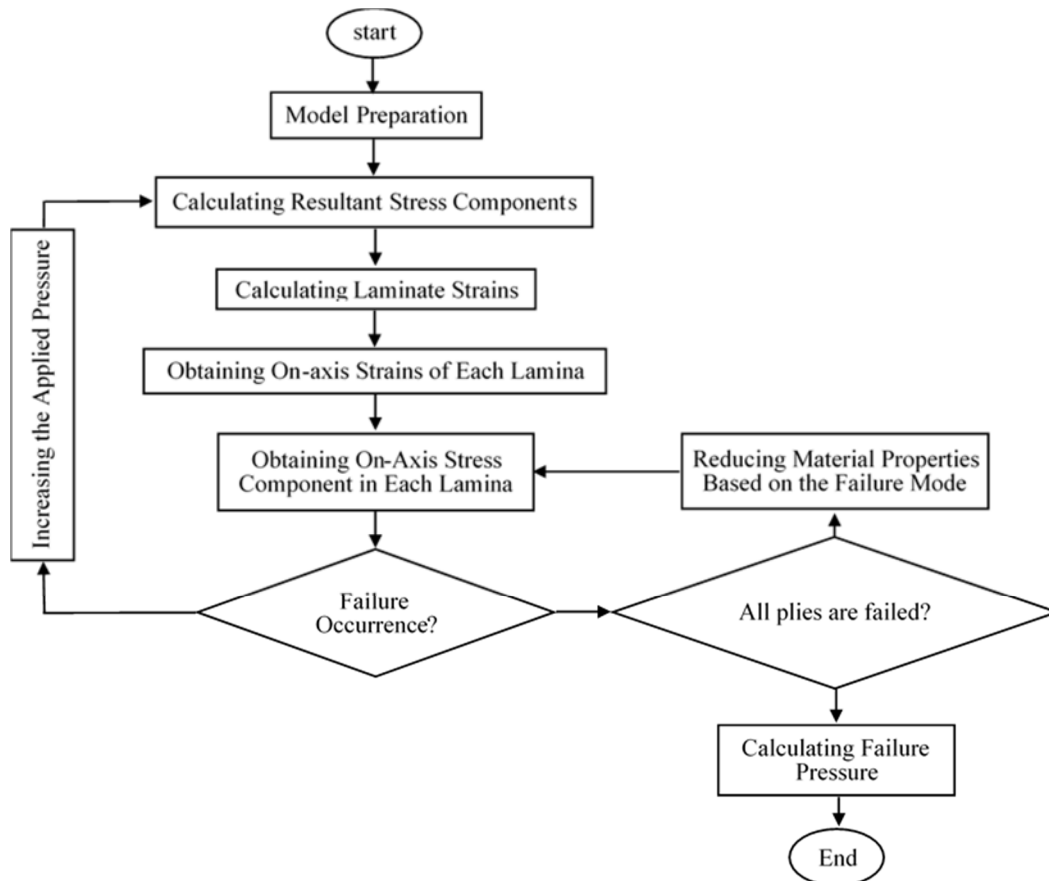 start
Model Preparation
Calculating Resultant Stress Components
Calculating Laminate Strains
Obtaining On-axis Strains of Each Lamina
Obtaining On-Axis Stress
Component in Each Lamina
Reducing Material Properties
Based on the Failure Mode
Increasing the Applied Pressure
Failure
Occurrence?
All plies are failed?
Calculating Failure
Pressure
End